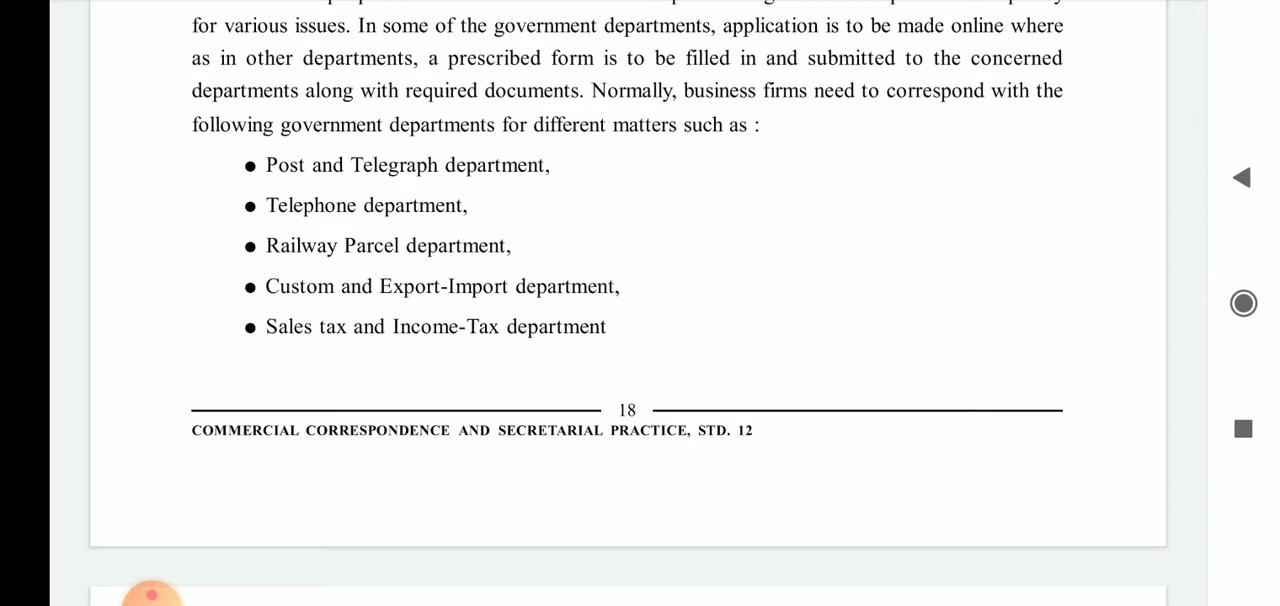 for various issues. In some of the government departments, application is to be made online where
as in other departments, a prescribed form is to be filled in and submitted to the concerned
departments along with required documents. Normally, business firms need to correspond with the
following government departments for different matters such as :
● Post and Telegraph department,
● Telephone department,
● Railway Parcel department,
● Custom and Export-Import department,
● Sales tax and Income-Tax department
18
COMMERCIAL CORRESPONDENCE AND SECRETARIAL PRACTICE, STD. 12